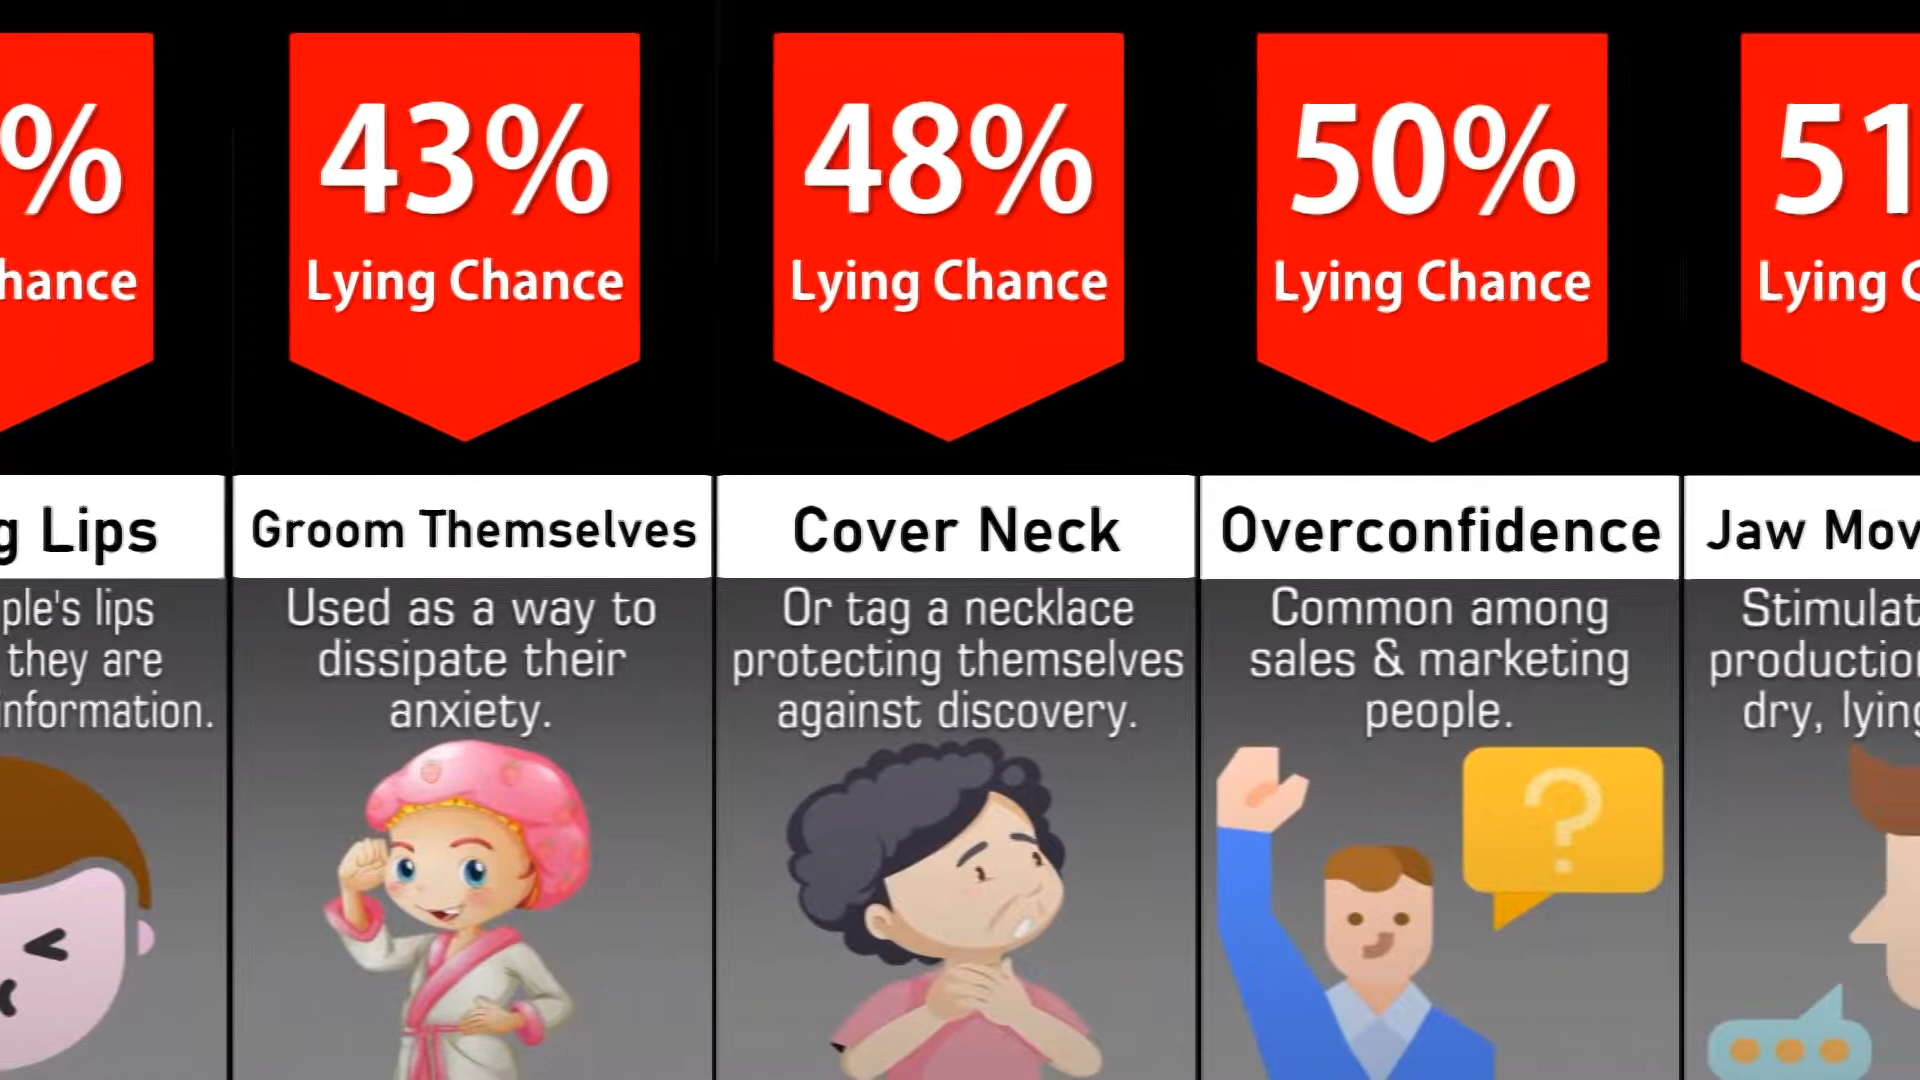 %
hance
g Lips
ple's lips
they are
information.
43%
Lying Chance
Groom Themselves
Used as a way to
dissipate their
anxiety.
48%
Lying Chance
Cover Neck
Or tag a necklace
protecting themselves
against discovery.
50%
Lying Chance
Overconfidence
Common among
sales & marketing
people.
?
51
Lying C
Jaw Mov
Stimulat
production
dry, lying